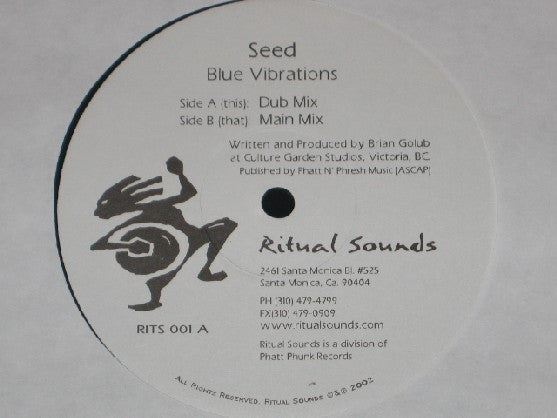 Seed
Blue Vibrations
Side A (this): Dub Mix
Side B (that): Main Mix
Written and Produced by Brian Golub
at Culture Garden Studios, Victoria, BC.
Published by Phatt N' Phresh Music [ASCAP]
Ritual Sounds
2461 Santa Monica Bl. #525
Santa Monica, Ca. 90404
PH (310) 479-4799
FX(310) 479-0909
www.ritualsounds.com
RITS 001 A
Ritual Sounds is a division of
Phatt Phunk Records
All Rights Reserved. Ritual Sounds ©&℗ 2002